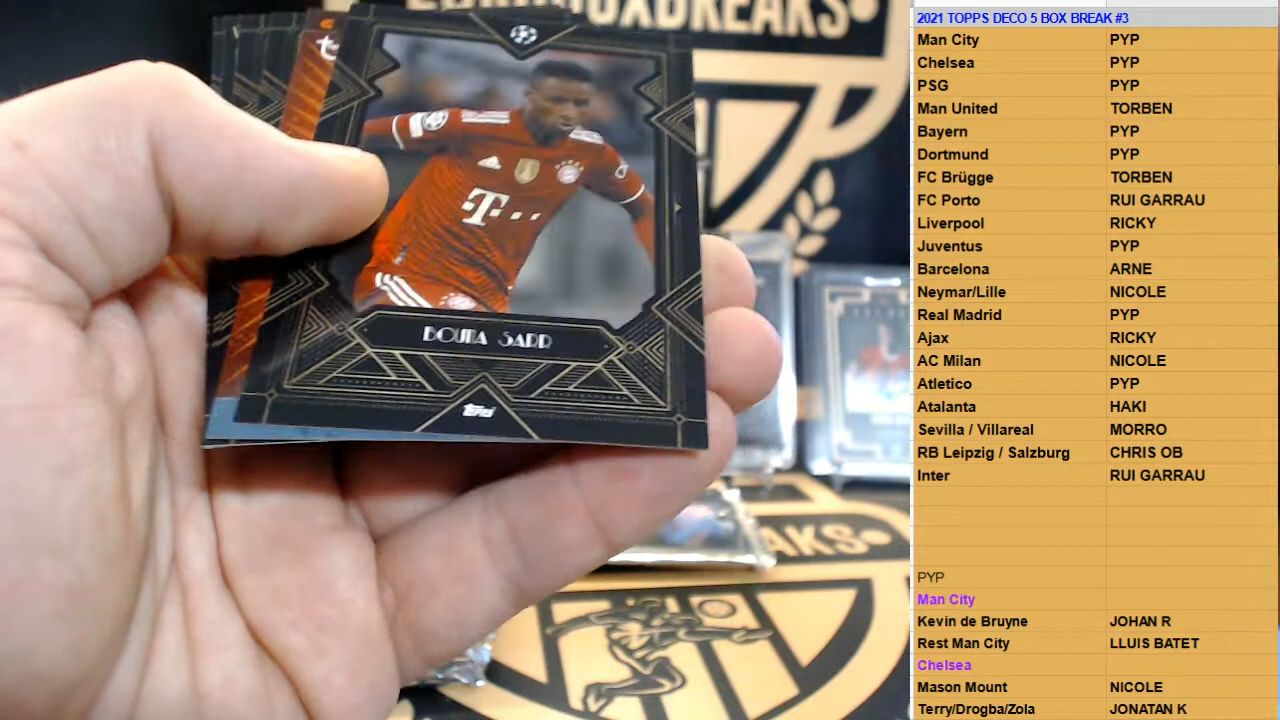 BOXBREAKS
BOUNA SARR
Topps
T
AKS
2021 TOPPS DECO 5 BOX BREAK #3
Man City PYP
Chelsea PYP
PSG PYP
Man United TORBEN
Bayern PYP
Dortmund PYP
FC Brügge TORBEN
FC Porto RUI GARRAU
Liverpool RICKY
Juventus PYP
Barcelona ARNE
Neymar/Lille NICOLE
Real Madrid PYP
Ajax RICKY
AC Milan NICOLE
Atletico PYP
Atalanta HAKI
Sevilla / Villareal MORRO
RB Leipzig / Salzburg CHRIS OB
Inter RUI GARRAU
PYP
Man City
Kevin de Bruyne JOHAN R
Rest Man City LLUIS BATET
Chelsea
Mason Mount NICOLE
Terry/Drogba/Zola JONATAN K